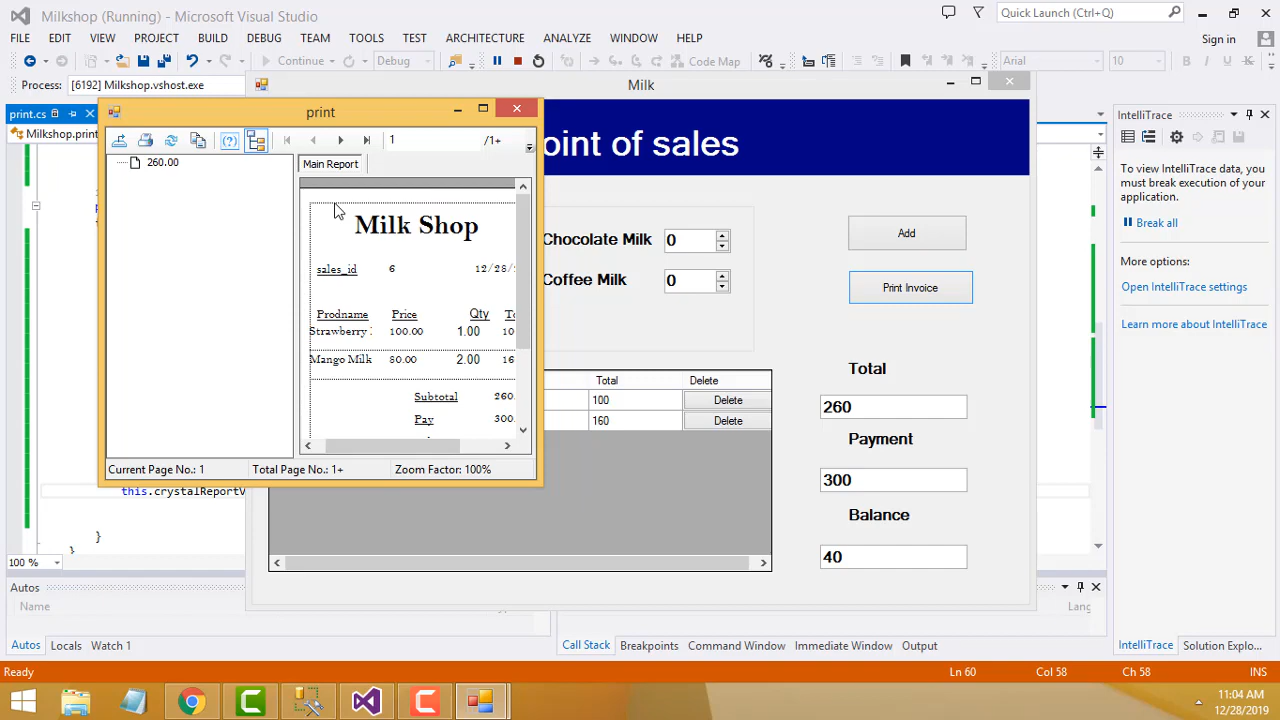 Milkshop (Running) - Microsoft Visual Studio
Quick Launch (Ctrl+Q)
FILE EDIT VIEW PROJECT BUILD DEBUG TEAM TOOLS TEST ARCHITECTURE ANALYZE WINDOW HELP
Sign in
Continue Debug Code Map Arial 10
Process: [6192] Milkshop.vshost.exe
Milk
print.cs
print
IntelliTrace
Milkshop.print
1 /1+
oint of sales
260.00
Main Report
To view IntelliTrace data, you
must break execution of your
application.
Break all
More options:
Open IntelliTrace settings
Learn more about IntelliTrace
Milk Shop
sales_id 6 12/28/
Prodname Price Qty
100.00 1.00 10
Mango Milk 80.00 2.00 16
Subtotal 260.
Pay 300.
Current Page No.: 1 Total Page No.: 1+ Zoom Factor: 100%
Chocolate Milk 0
Coffee Milk 0
Add
Print Invoice
Total Delete
100 Delete
160 Delete
Total
260
Payment
300
Balance
40
this.crystalReportV
}
}
100 %
Autos
Name
Autos Locals Watch 1
Call Stack Breakpoints Command Window Immediate Window Output
IntelliTrace Solution Explo...
Ready Ln 60 Col 58 Ch 58 INS
11:04 AM
12/28/2019